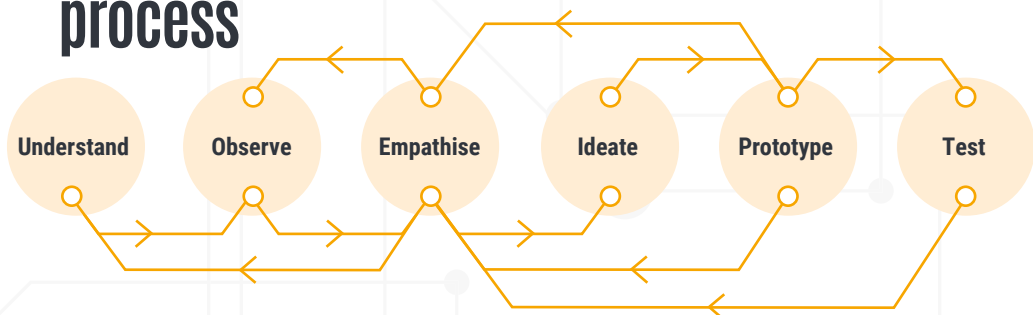 process
Understand
Observe
Empathise
Ideate
Prototype
Test